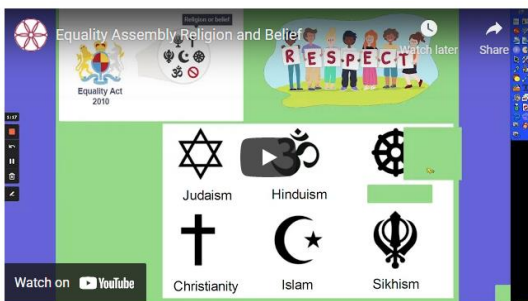 Equality Assembly Religion and Belief
Religion or belief
Watch later
Share
RESPECT
Equality Act
2010
Judaism
Hinduism
Christianity
Islam
Sikhism
Watch on YouTube